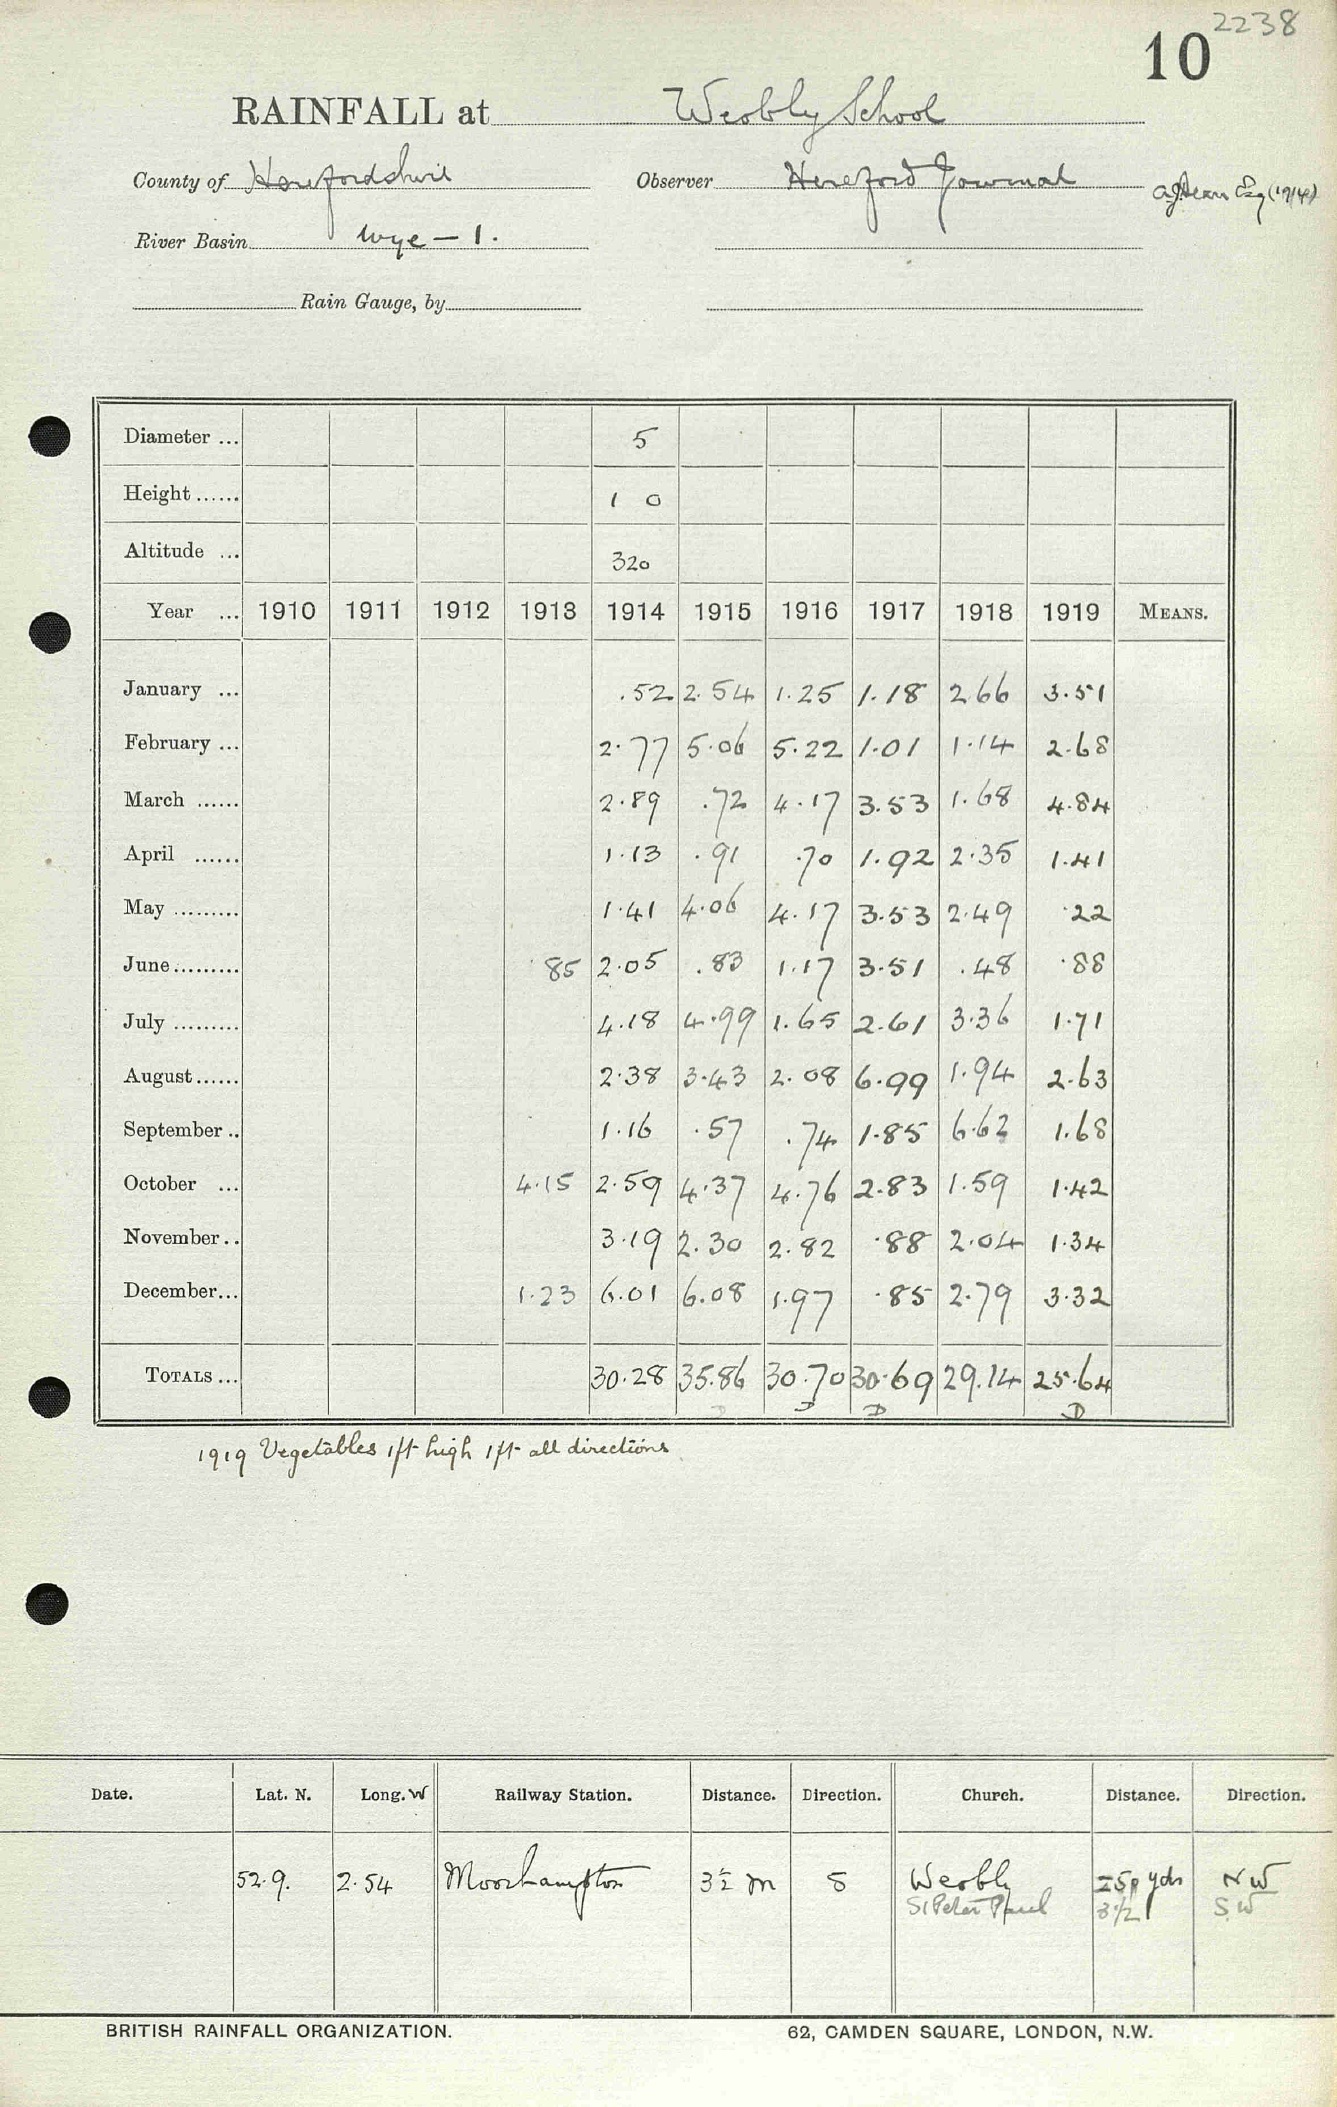 2238
10
RAINFALL at Weobly School
County of Herefordshire Observer Hereford Journal A.J. Dean Esq (1914)
River Basin Wye — 1.
Rain Gauge, by
Diameter ... 5
Height ...... 1 0
Altitude ... 320
Year ... 1910 1911 1912 1913 1914 1915 1916 1917 1918 1919 MEANS.
January ... .52 2.54 1.25 1.18 2.66 3.51
February ... 2.77 5.06 5.22 1.01 1.14 2.68
March ...... 2.89 .72 4.17 3.53 1.68 4.84
April ...... 1.13 .91 .70 1.92 2.35 1.41
May ......... 1.41 4.06 4.17 3.53 2.49 .22
June ......... .85 2.05 .83 1.17 3.51 .48 .88
July ......... 4.18 4.99 1.65 2.61 3.36 1.71
August ...... 2.38 3.43 2.08 6.99 1.94 2.63
September .. 1.16 .57 .74 1.85 6.62 1.68
October ... 4.15 2.59 4.37 4.76 2.83 1.59 1.42
November .. 3.19 2.30 2.82 .88 2.04 1.34
December ... 1.23 6.01 6.08 1.97 .85 2.79 3.32
TOTALS ... 30.28 35.86 30.70 30.69 29.14 25.64
D D D D
1919 Vegetables 1ft high 1ft all directions
Date. Lat. N. Long. W Railway Station. Distance. Direction. Church. Distance. Direction.
52.9. 2.54 Moorhampton 3½ m S Weobly yds NW
St Peter Paul 3½ SW
BRITISH RAINFALL ORGANIZATION. 62, CAMDEN SQUARE, LONDON, N.W.